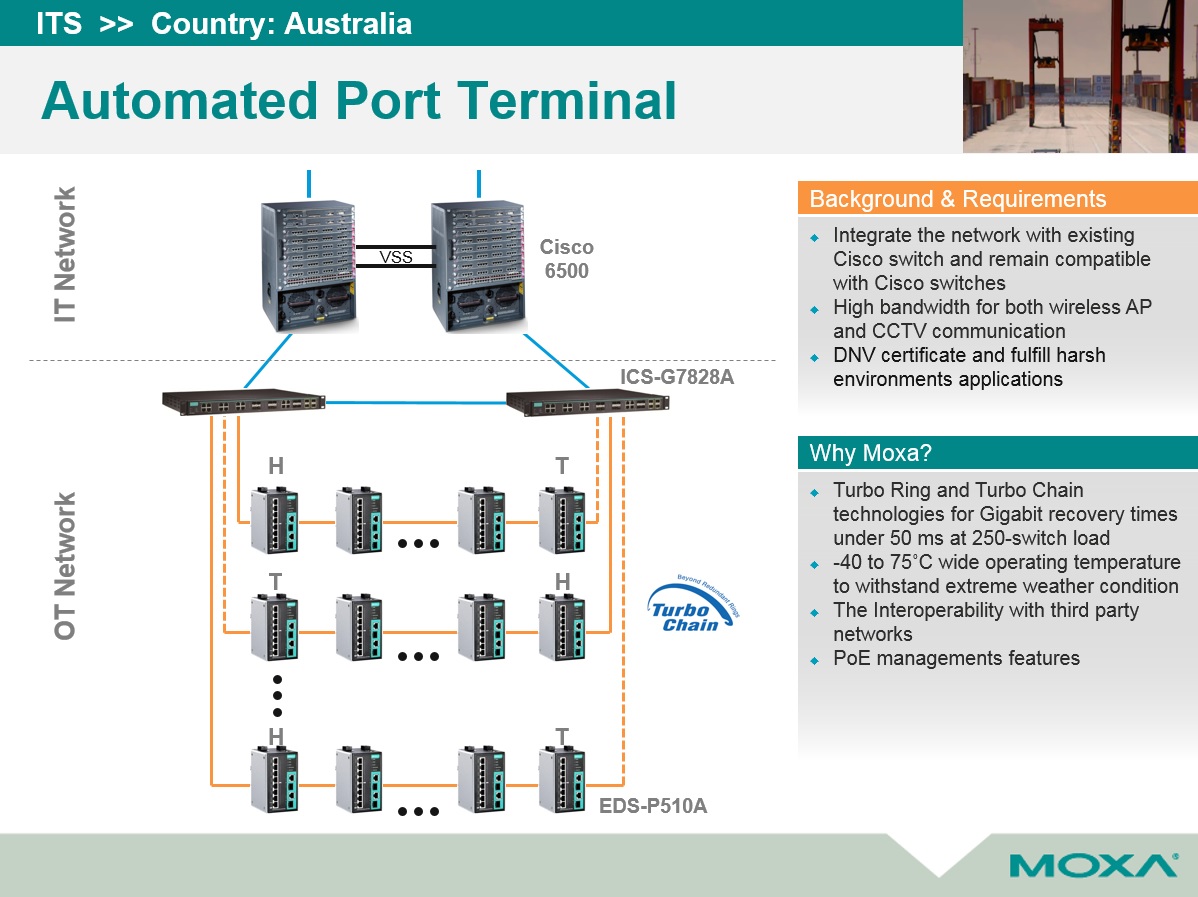 ITS >> Country: Australia
Automated Port Terminal
IT Network
VSS
Cisco
6500
ICS-G7828A
OT Network
H
T
T
H
Beyond Redundant Rings
Turbo
Chain
H
T
EDS-P510A
Background & Requirements
Integrate the network with existing
Cisco switch and remain compatible
with Cisco switches
High bandwidth for both wireless AP
and CCTV communication
DNV certificate and fulfill harsh
environments applications
Why Moxa?
Turbo Ring and Turbo Chain
technologies for Gigabit recovery times
under 50 ms at 250-switch load
-40 to 75˚C wide operating temperature
to withstand extreme weather condition
The Interoperability with third party
networks
PoE managements features
MOXA®